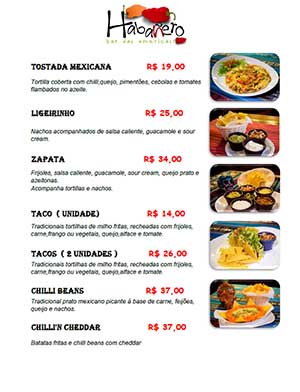 Habanero
TOSTADA MEXICANA R$ 19,00
Tortilla coberta com chilli,queijo, pimentões, cebolas e tomates
flambados no azeite.
LIGEIRINHO R$ 25,00
Nachos acompanhados de salsa caliente, guacamole e sour
cream.
ZAPATA R$ 34,00
Frijoles, salsa caliente, guacamole, sour cream, queijo prato e
azeitonas.
Acompanha tortillas e nachos.
TACO ( UNIDADE) R$ 14,00
Tradicionais tortilhas de milho fritas, recheadas com frijoles,
carne,frango ou vegetais, queijo,alface e tomate.
TACOS ( 2 UNIDADES ) R$ 26,00
Tradicionais tortilhas de milho fritas, recheadas com frijoles,
carne,frango ou vegetais, queijo,alface e tomate.
CHILLI BEANS R$ 37,00
Tradicional prato mexicano picante á base de carne, feijões,
queijo e nachos.
CHILLI'N CHEDDAR R$ 37,00
Batatas fritas e chilli beans com cheddar